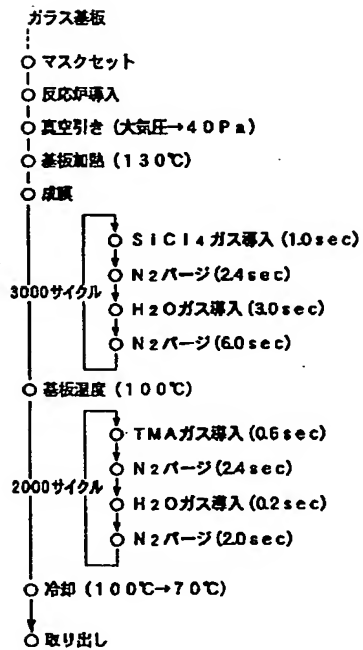 ガラス基板
マスクセット
反応炉導入
真空引き (大気圧→40Pa)
基板加熱 (130℃)
成膜
SiCl4ガス導入 (1.0sec)
N2パージ (2.4sec)
3000サイクル
H2Oガス導入 (3.0sec)
N2パージ (6.0sec)
基板温度 (100℃)
TMAガス導入 (0.6sec)
N2パージ (2.4sec)
2000サイクル
H2Oガス導入 (0.2sec)
N2パージ (2.0sec)
冷却 (100℃→70℃)
取り出し